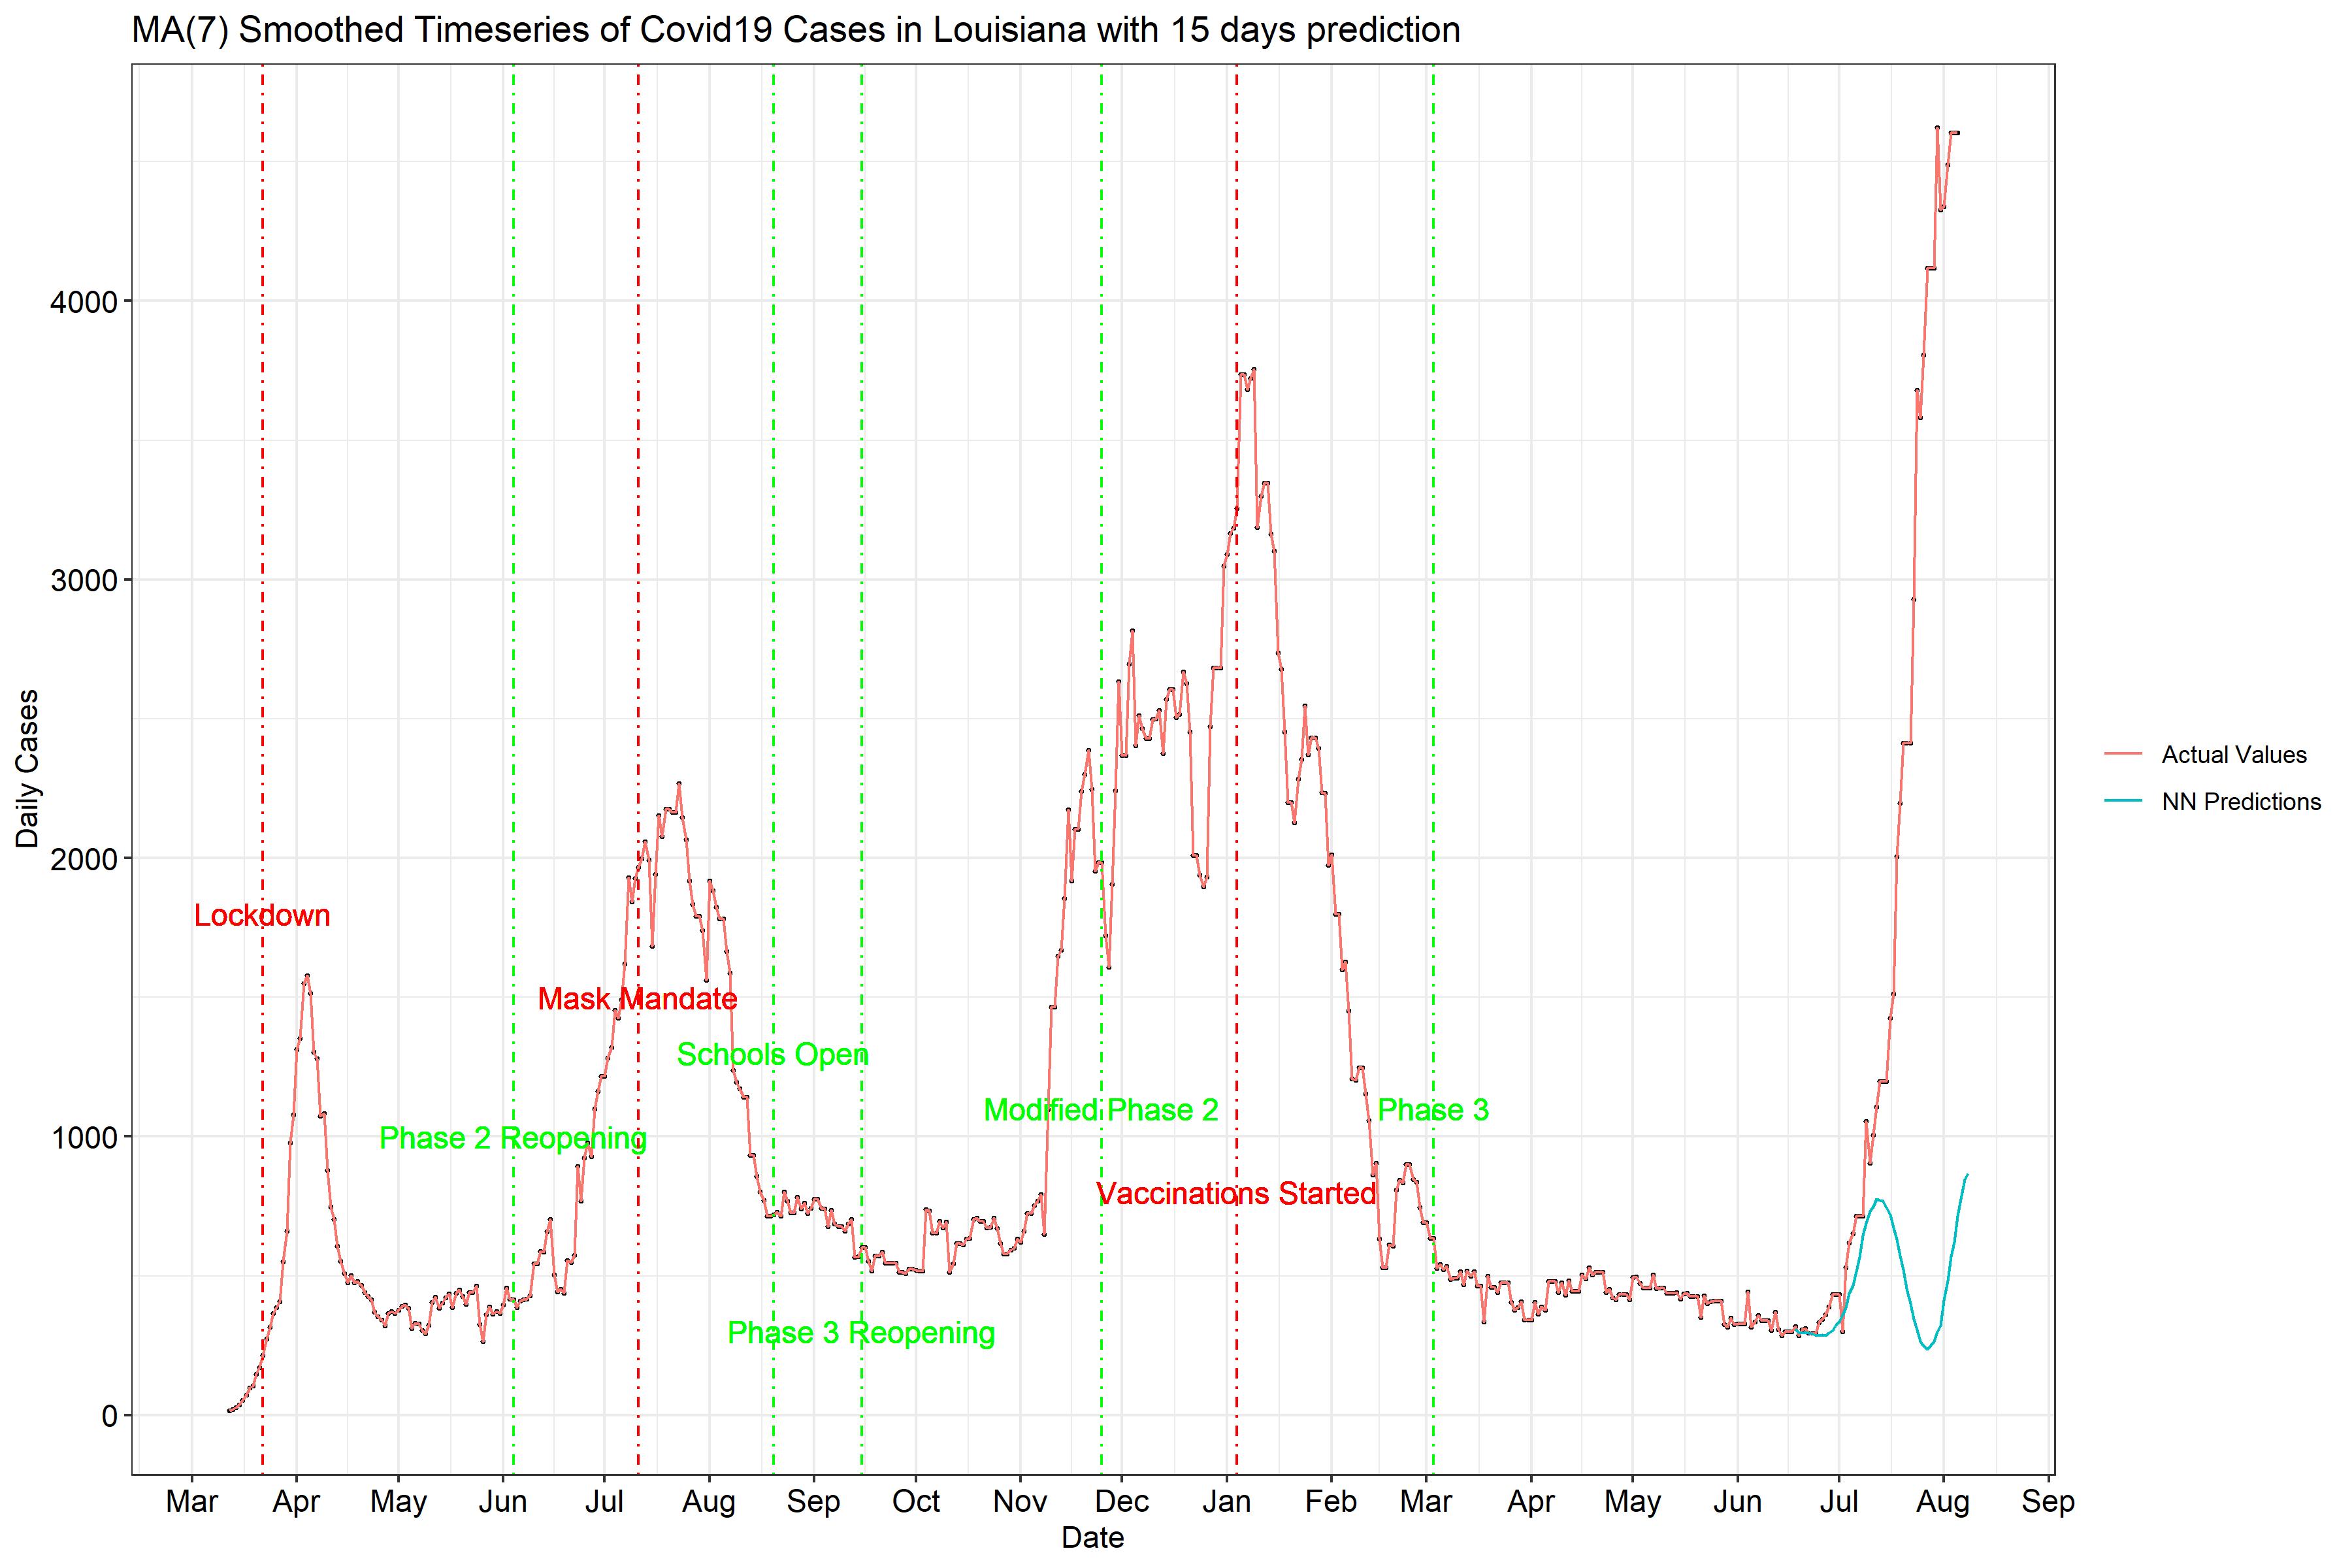 MA(7) Smoothed Timeseries of Covid19 Cases in Louisiana with 15 days prediction
Daily Cases
4000
3000
2000
1000
0
Lockdown
Mask Mandate
Schools Open
Modified Phase 2
Phase 3
Phase 2 Reopening
Vaccinations Started
Phase 3 Reopening
Actual Values
NN Predictions
Mar Apr May Jun Jul Aug Sep Oct Nov Dec Jan Feb Mar Apr May Jun Jul Aug Sep
Date